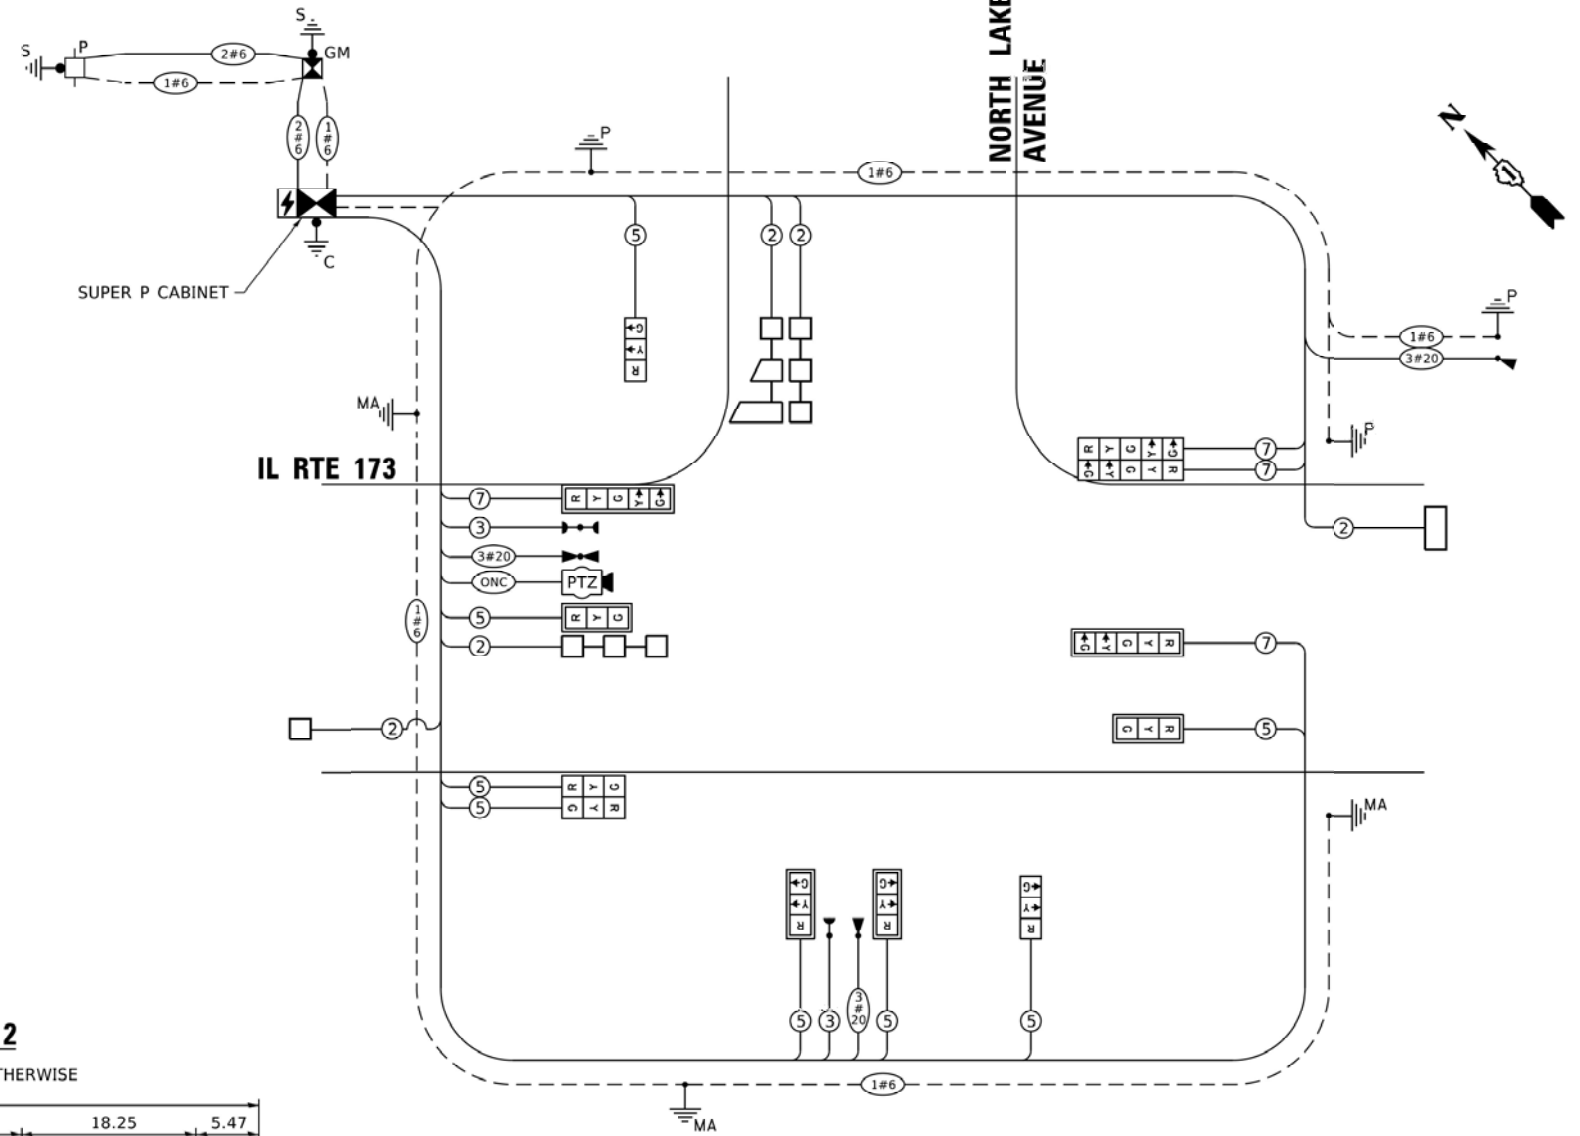 S
NORTH LAKE
AVENUE
S
P
2#6
GM
1#6
N
1
2#6
1#6
P
1#6
C
5
2
2
SUPER P CABINET
P
G
Y
R
1#6
3#20
MA
P
IL RTE 173
R Y G Y G
7
G Y G Y R
7
7
R Y G Y G
3
2
3#20
ONC
PTZ
1#6
5
R Y G
2
G Y G Y R
7
2
G Y R
5
5
R Y G
5
G Y R
MA
G
Y
R
G
Y
R
G
Y
R
5
3
3#20
5
5
2
THERWISE
1#6
18.25
5.47
MA